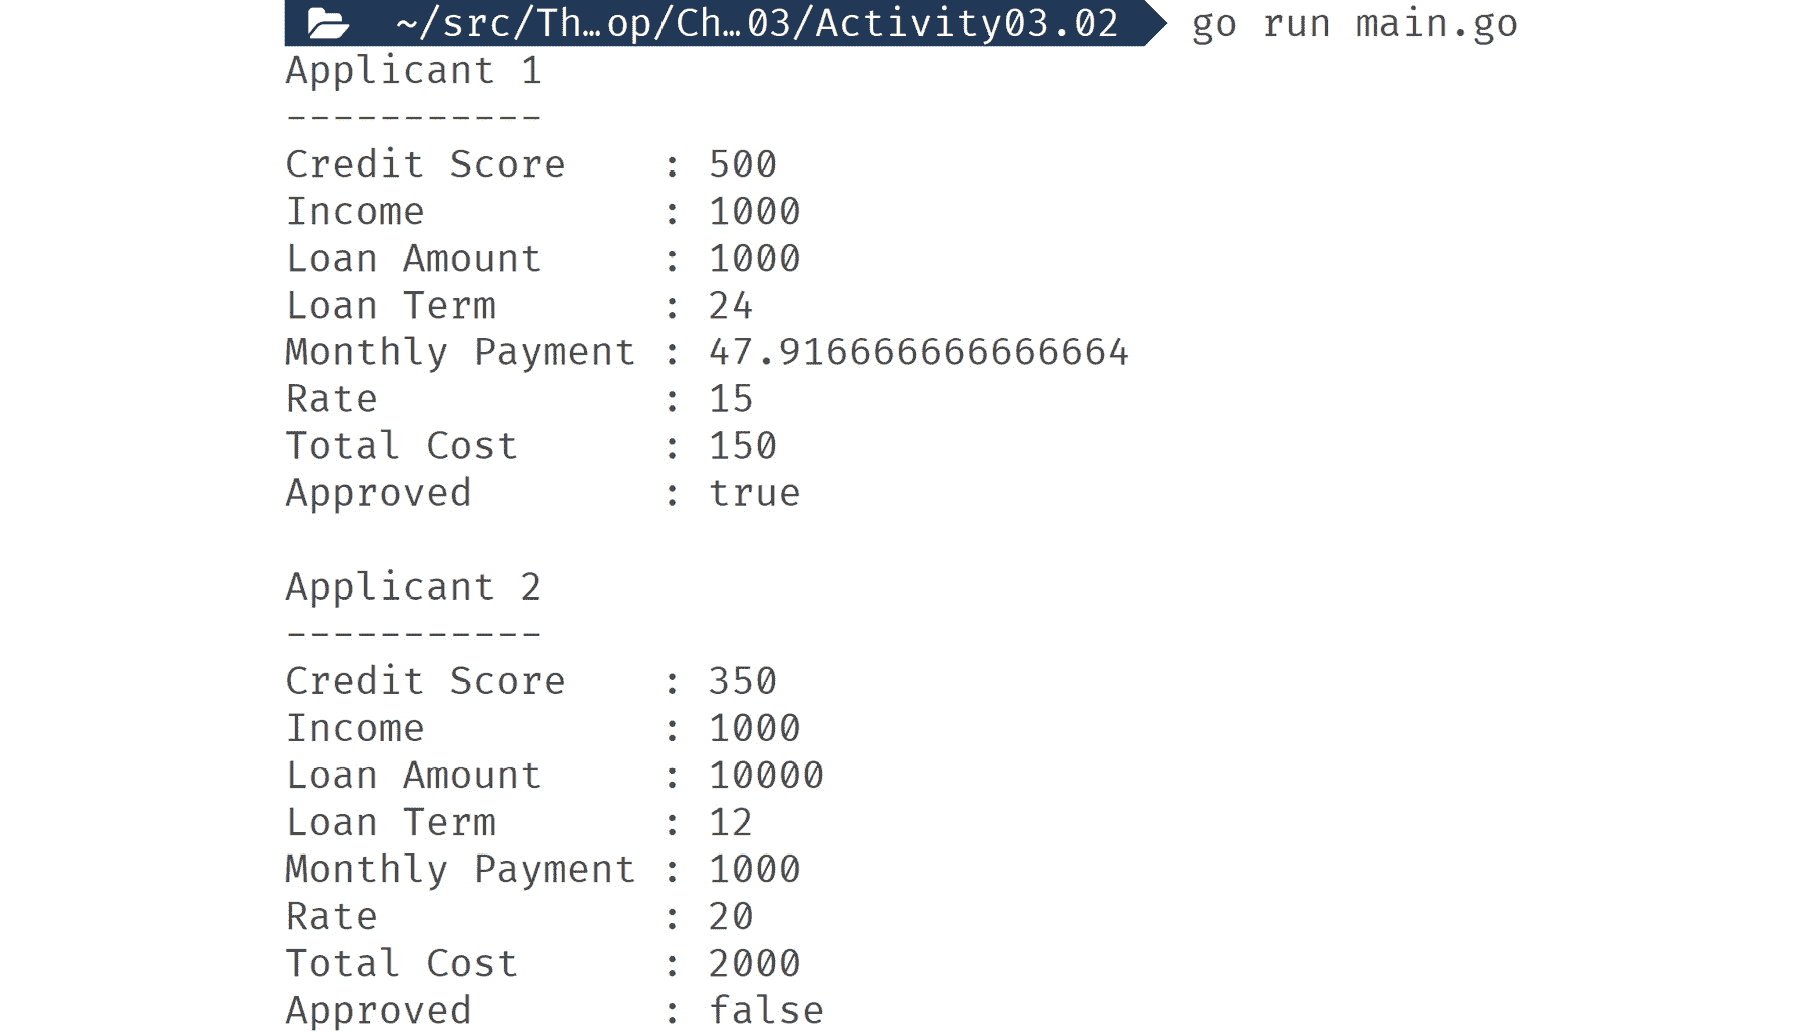 ~/src/Th…op/Ch…03/Activity03.02 go run main.go
Applicant 1
-----------
Credit Score    : 500
Income          : 1000
Loan Amount     : 1000
Loan Term       : 24
Monthly Payment : 47.916666666666664
Rate            : 15
Total Cost      : 150
Approved        : true

Applicant 2
-----------
Credit Score    : 350
Income          : 1000
Loan Amount     : 10000
Loan Term       : 12
Monthly Payment : 1000
Rate            : 20
Total Cost      : 2000
Approved        : false